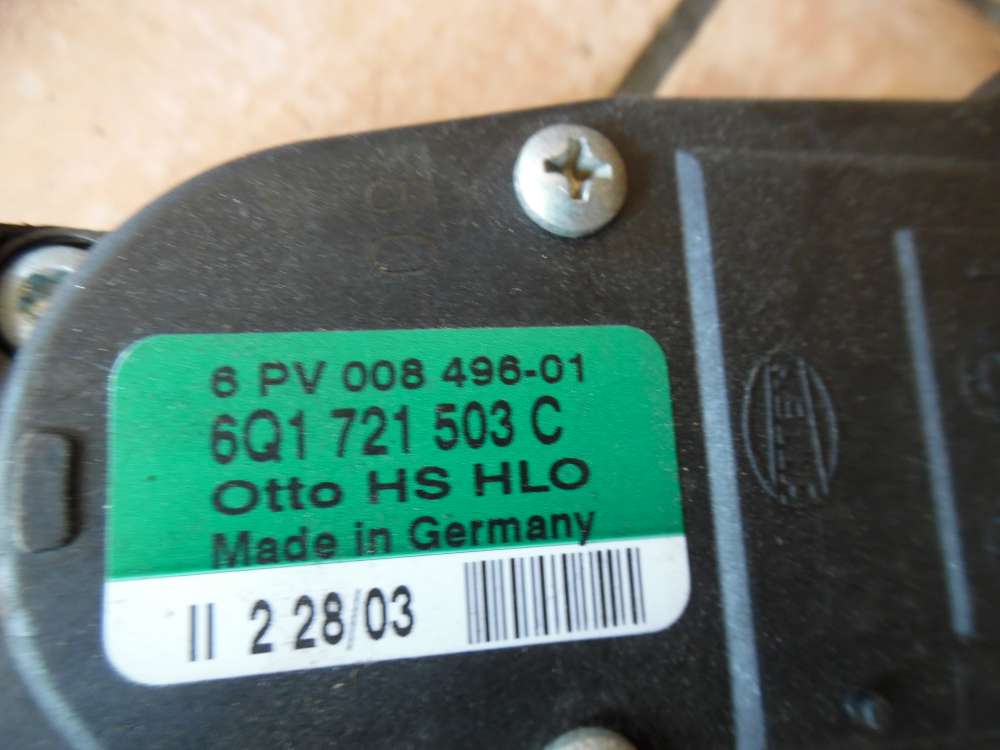 6 PV 008 496-01
6Q1 721 503 C
Otto HS HLO
Made in Germany
II 2 28/03